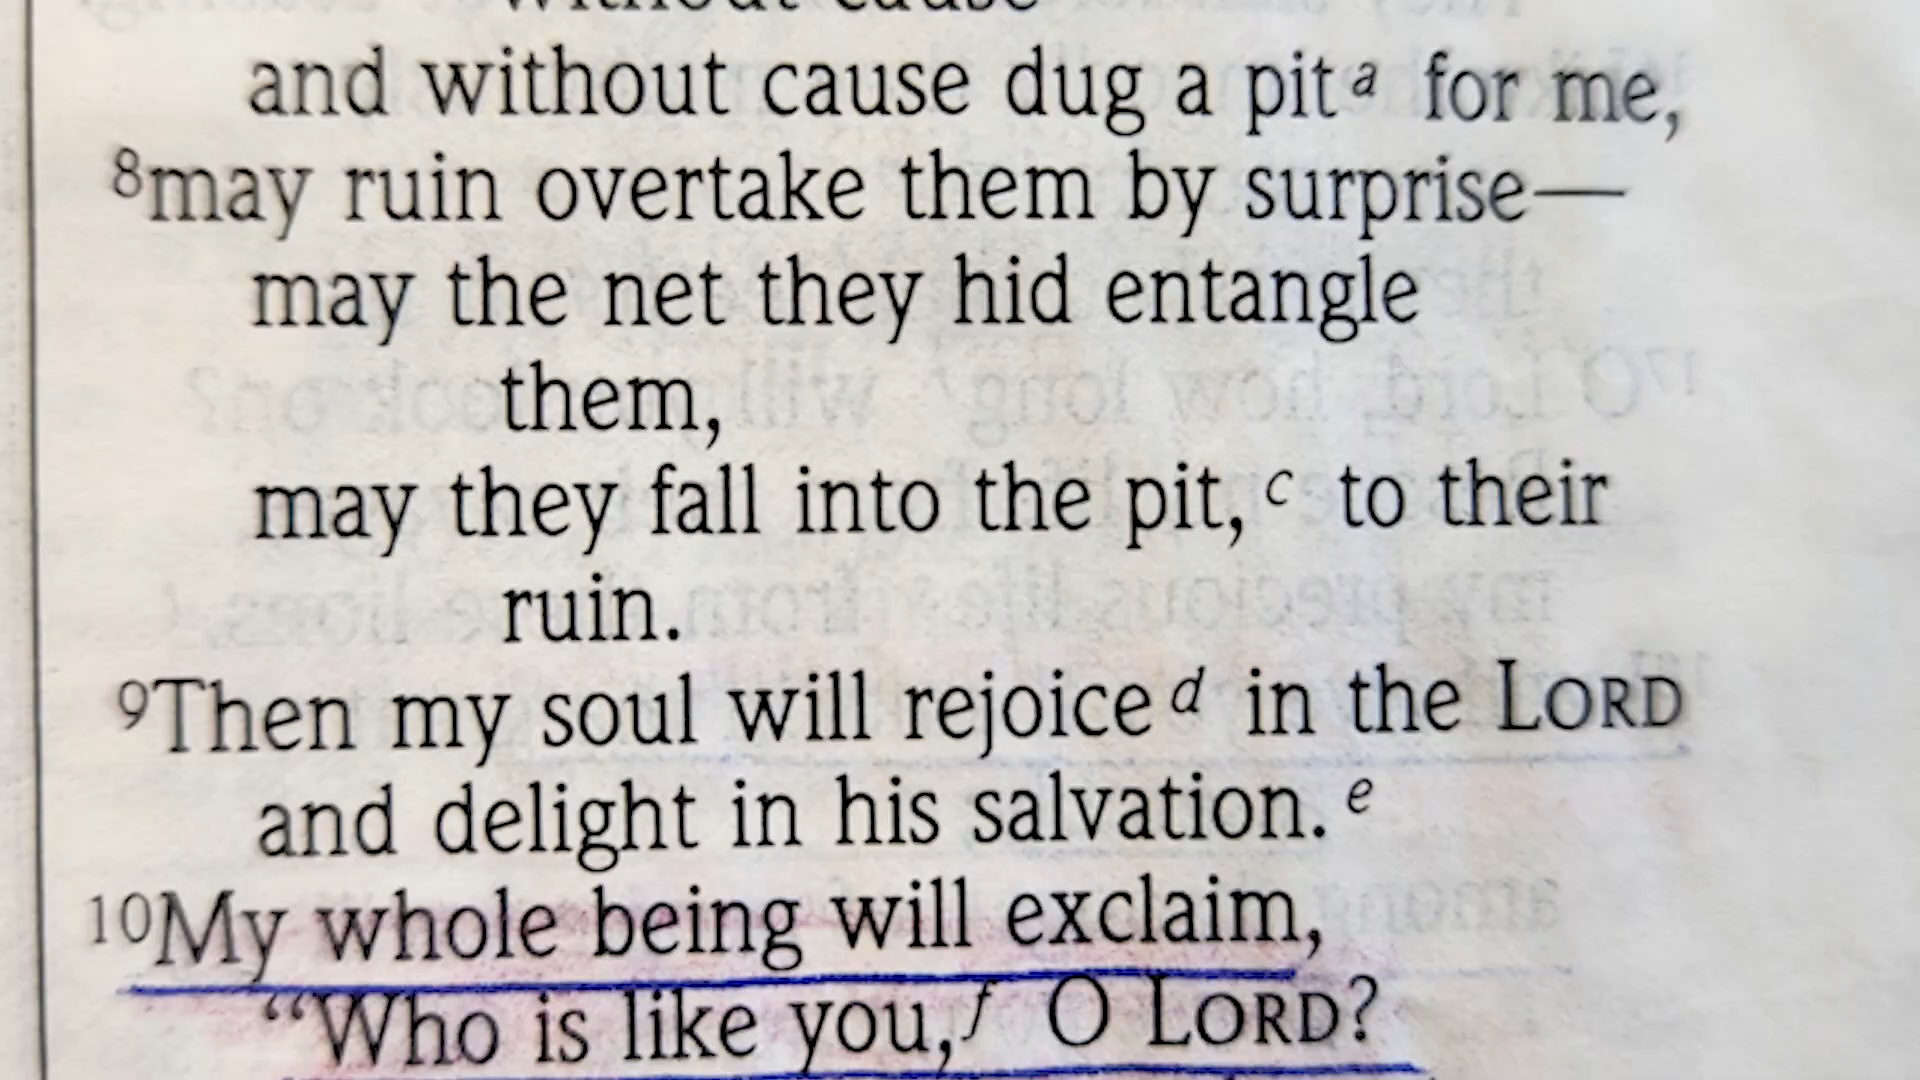 without cause
and without cause dug a pit a for me,
8may ruin overtake them by surprise—
may the net they hid entangle
them,
may they fall into the pit, c to their
ruin.
9Then my soul will rejoice d in the LORD
and delight in his salvation. e
10My whole being will exclaim,
“Who is like you, f O LORD?